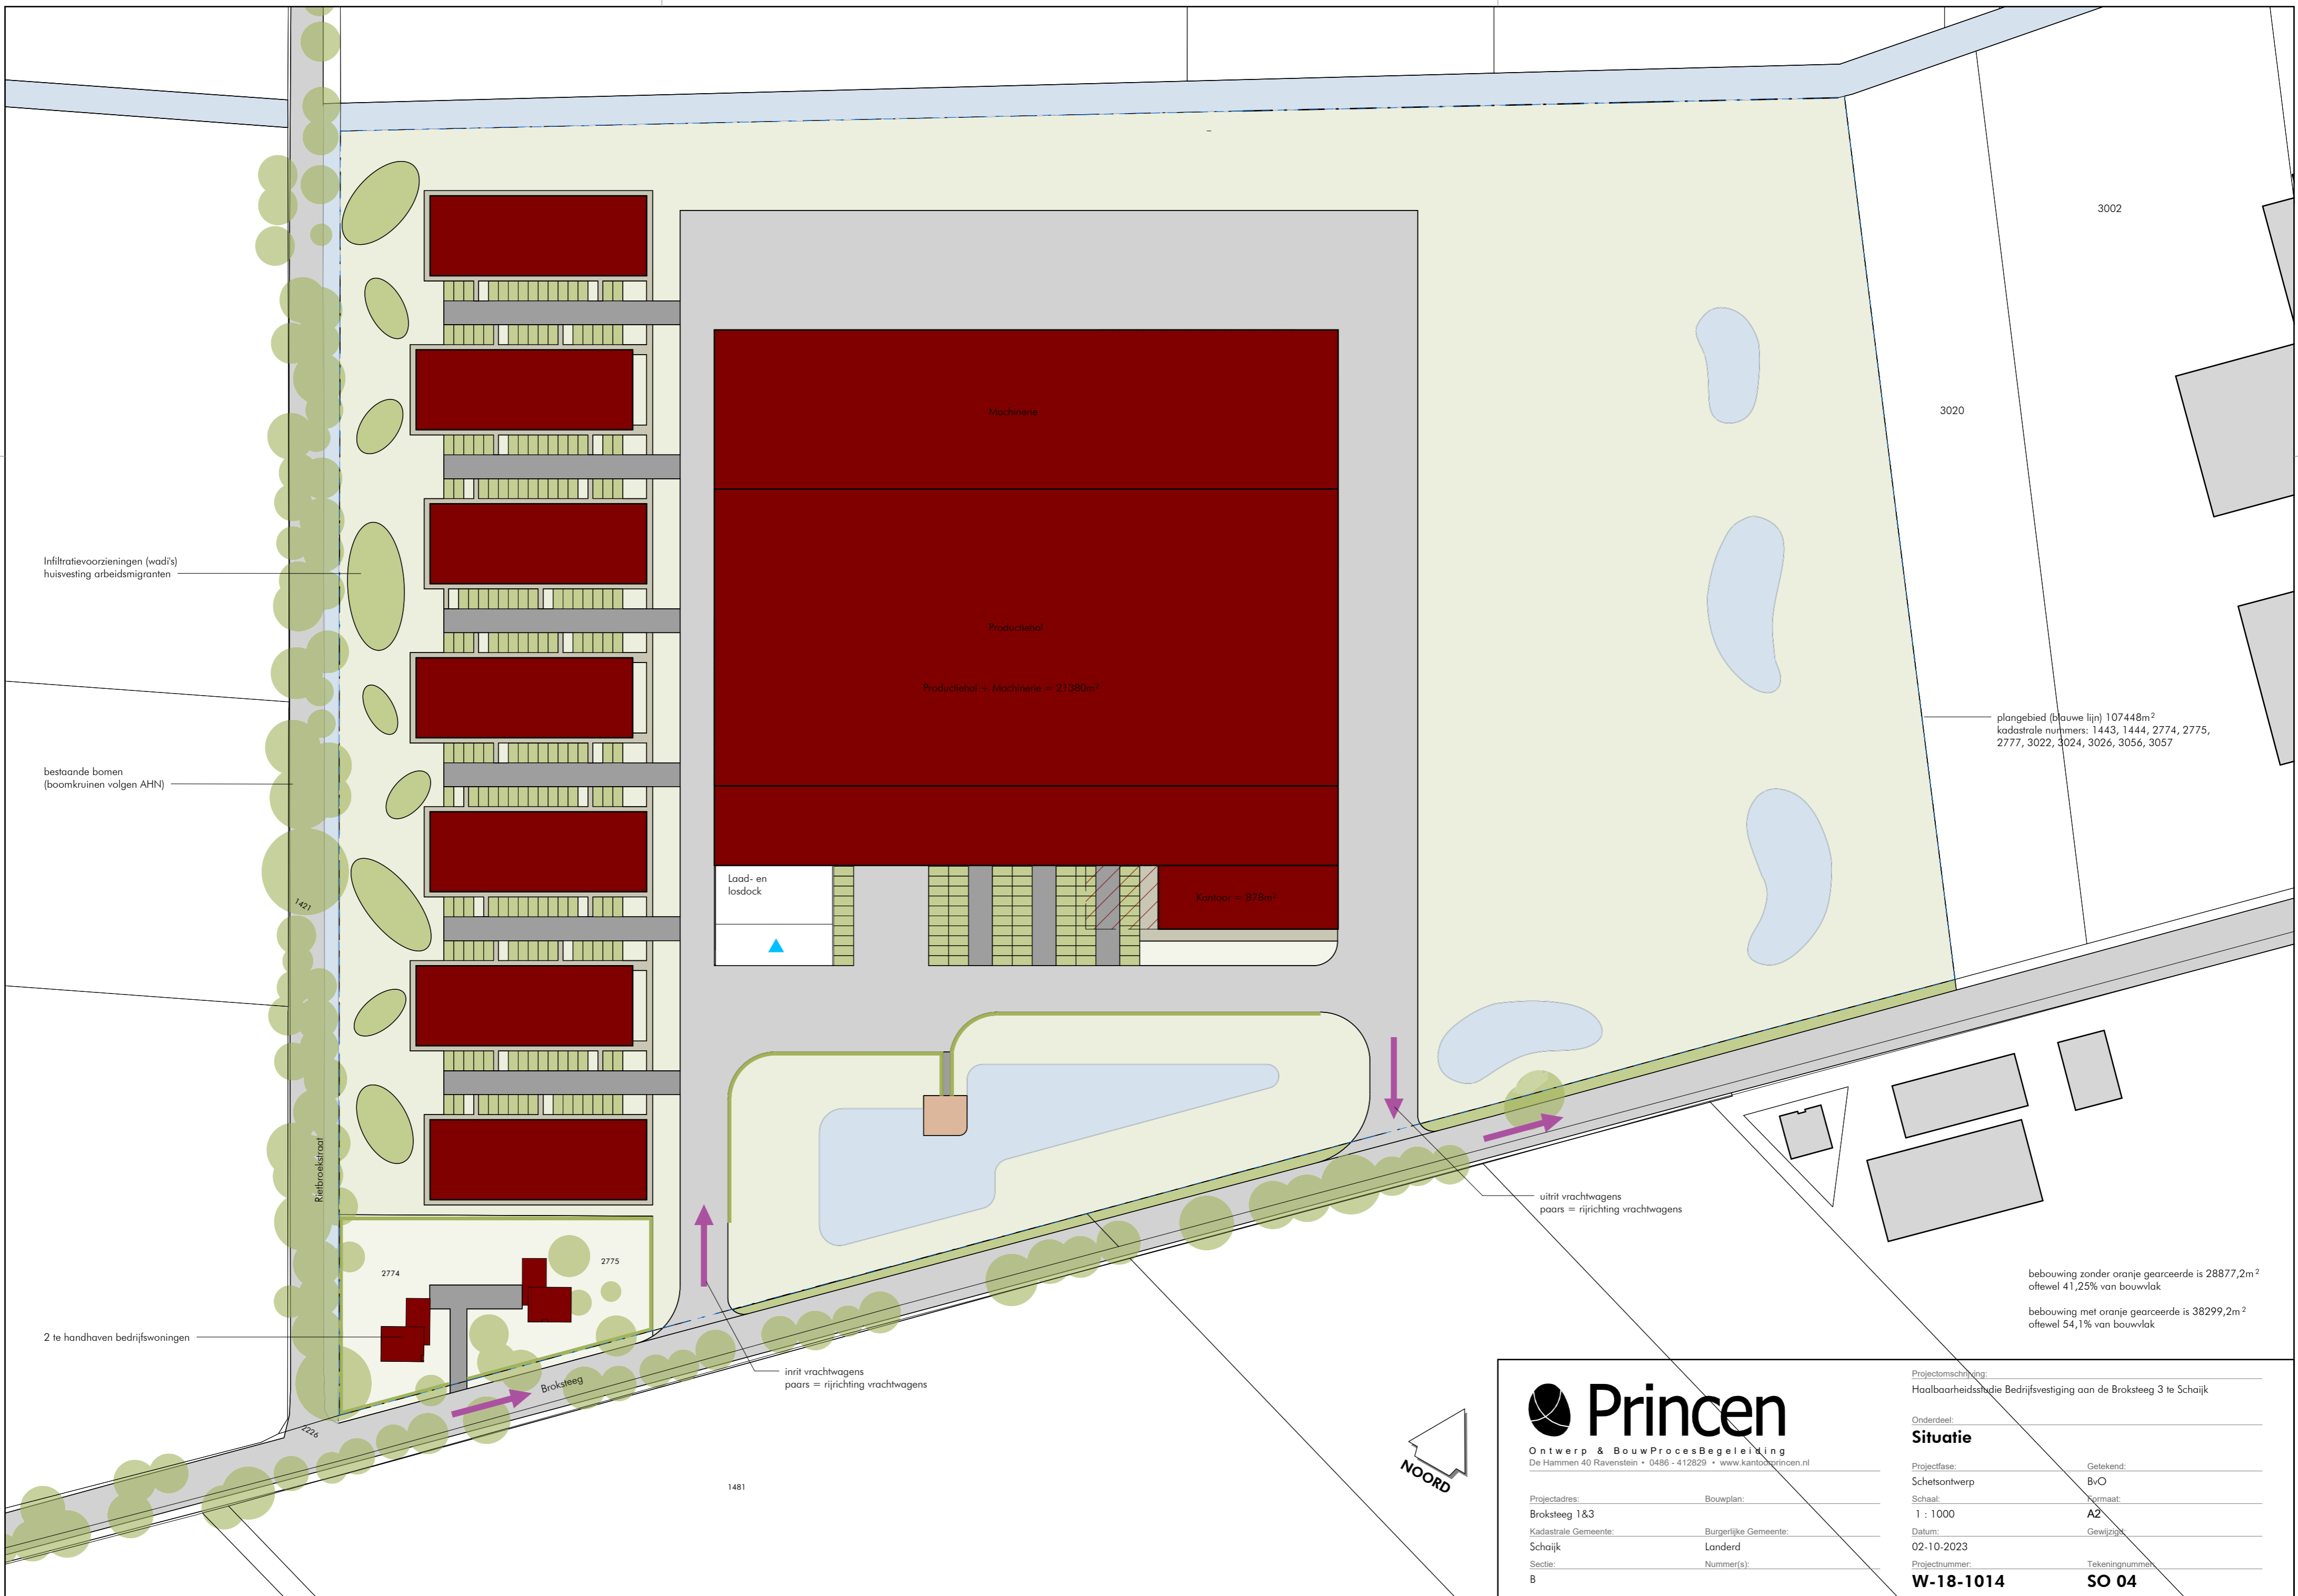 3002
3020
Machinerie
Productiehal
Productiehal + Machinerie = 21380m²
Infiltratievoorzieningen (wadi's)
huisvesting arbeidsmigranten
plangebied (blauwe lijn) 107448m²
kadastrale nummers: 1443, 1444, 2774, 2775,
2777, 3022, 3024, 3026, 3056, 3057
bestaande bomen
(boomkruinen volgen AHN)
Laad- en
losdock
Kantoor = 878m²
1421
Rietbroekstraat
uitrit vrachtwagens
paars = rijrichting vrachtwagens
2774
2775
bebouwing zonder oranje gearceerde is 28877,2m²
oftewel 41,25% van bouwvlak
bebouwing met oranje gearceerde is 38299,2m²
oftewel 54,1% van bouwvlak
2 te handhaven bedrijfswoningen
inrit vrachtwagens
paars = rijrichting vrachtwagens
Broksteeg
2226
1481
NOORD
Princen
Ontwerp & BouwProcesBegeleiding
De Hammen 40 Ravenstein • 0486 - 412829 • www.kantoorprincen.nl
Projectadres: Bouwplan:
Broksteeg 1&3
Kadastrale Gemeente: Burgerlijke Gemeente:
Schaijk Landerd
Sectie: Nummer(s):
B
Projectomschrijving:
Haalbaarheidsstudie Bedrijfsvestiging aan de Broksteeg 3 te Schaijk
Onderdeel:
Situatie
Projectfase: Getekend:
Schetsontwerp BvO
Schaal: Formaat:
1 : 1000 A2
Datum: Gewijzigd:
02-10-2023
Projectnummer: Tekeningnummer:
W-18-1014 SO 04